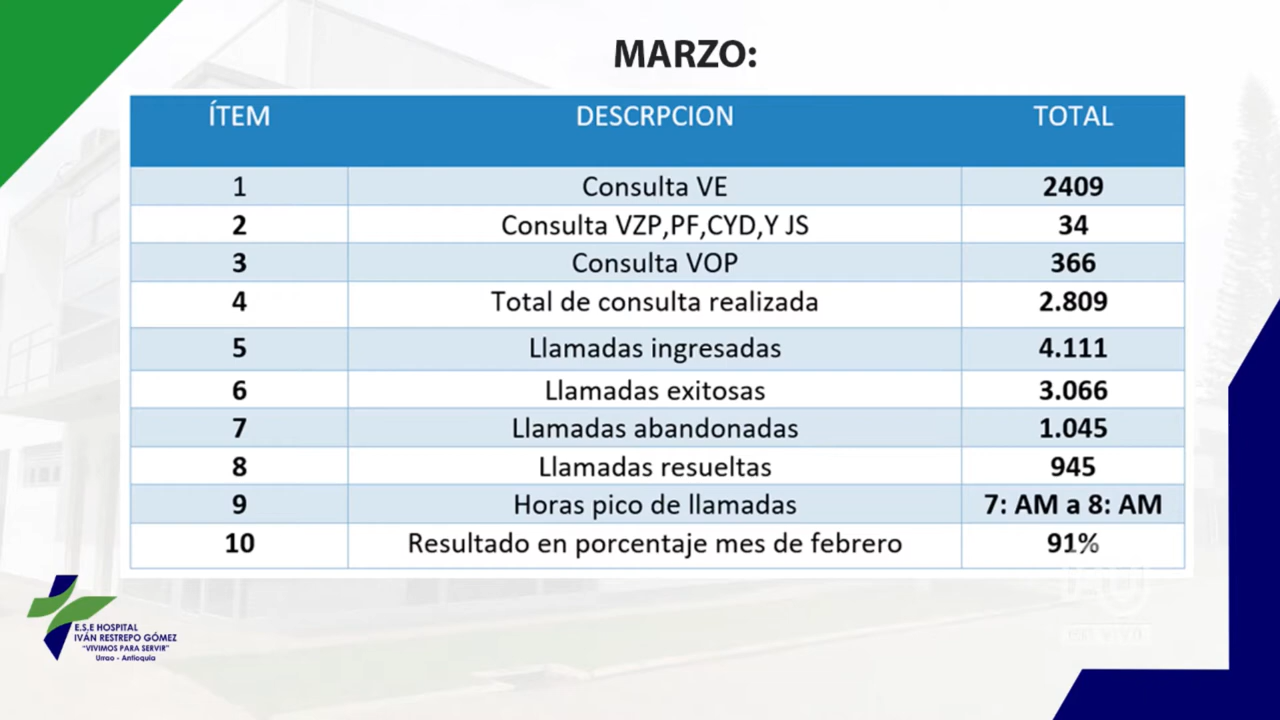 MARZO:
ÍTEM DESCRPCION TOTAL
1 Consulta VE 2409
2 Consulta VZP,PF,CYD,Y JS 34
3 Consulta VOP 366
4 Total de consulta realizada 2.809
5 Llamadas ingresadas 4.111
6 Llamadas exitosas 3.066
7 Llamadas abandonadas 1.045
8 Llamadas resueltas 945
9 Horas pico de llamadas 7: AM a 8: AM
10 Resultado en porcentaje mes de febrero 91%
E.S.E HOSPITAL
IVÁN RESTREPO GÓMEZ
"VIVIMOS PARA SERVIR"
Urrao - Antioquia
en vivo